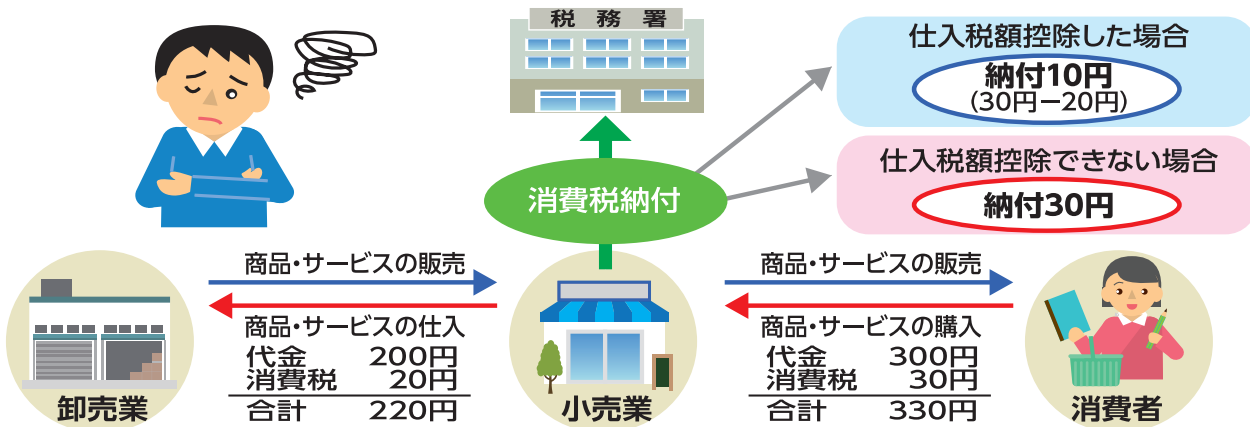 税務署
仕入税額控除した場合
納付10円
(30円ー20円)
仕入税額控除できない場合
納付30円
消費税納付
商品・サービスの販売
商品・サービスの仕入
代金 200円
消費税 20円
合計 220円
商品・サービスの販売
商品・サービスの購入
代金 300円
消費税 30円
合計 330円
卸売業
小売業
消費者